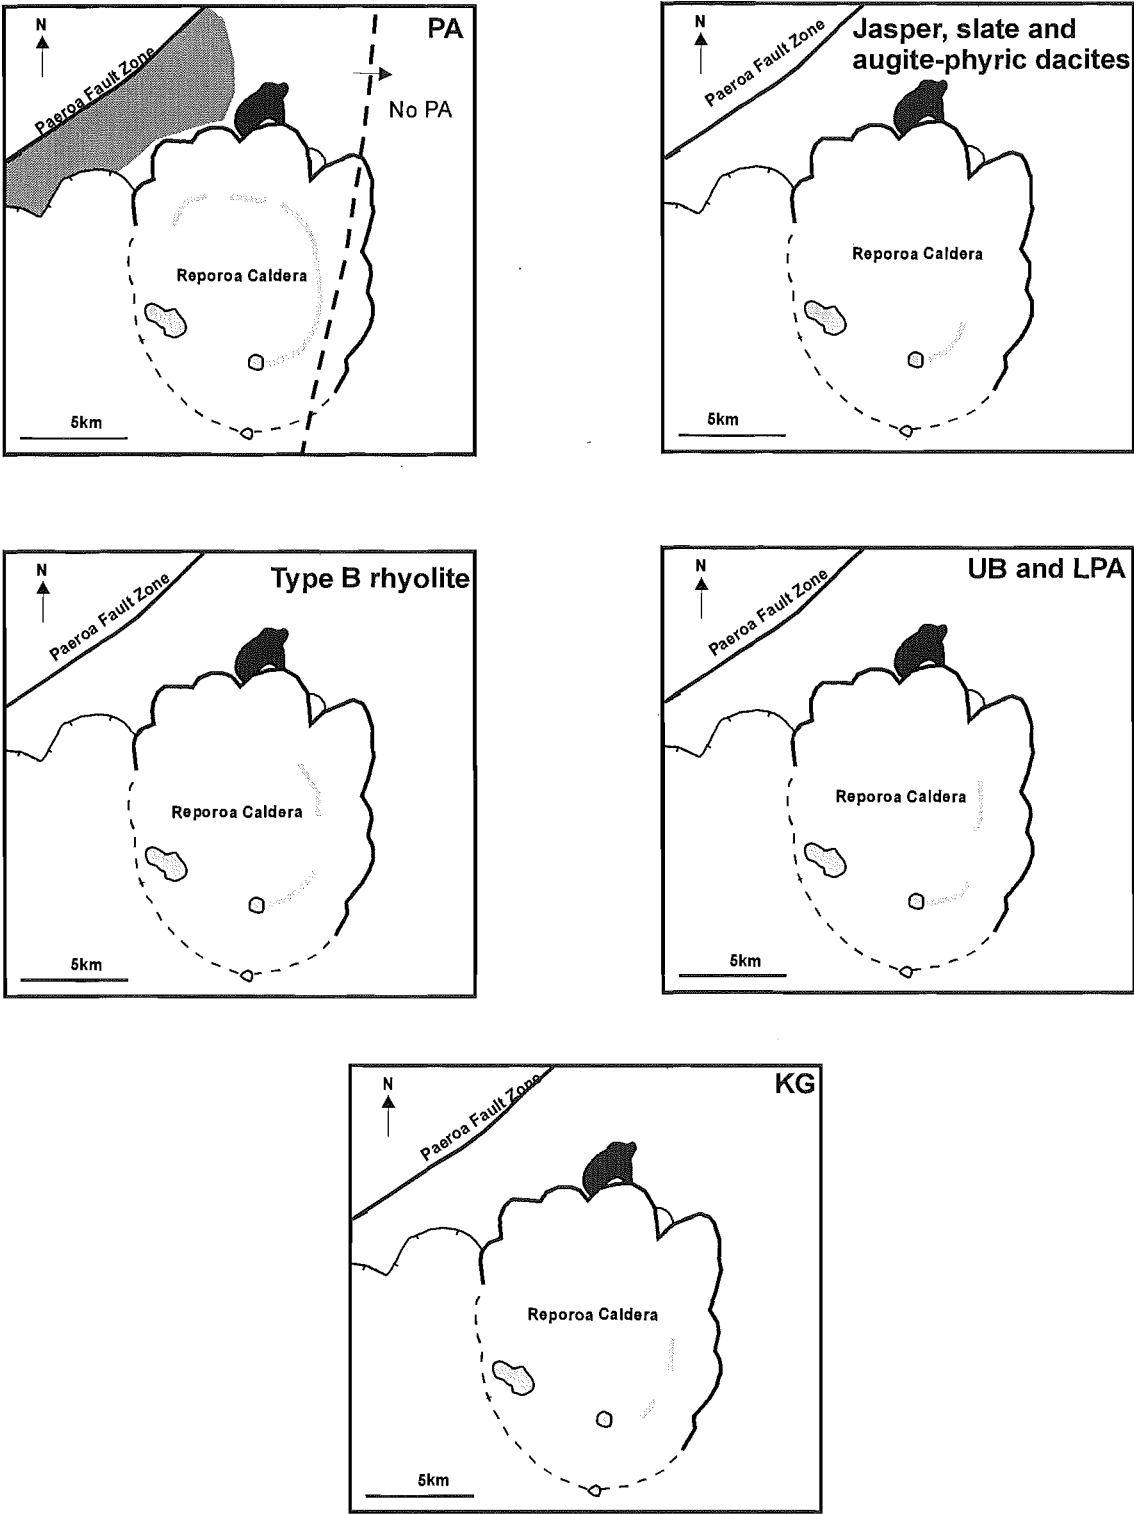 N
PA
Paeroa Fault Zone
No PA
Reporoa Caldera
5km
N
Jasper, slate and
augite-phyric dacites
Paeroa Fault Zone
Reporoa Caldera
5km
N
Type B rhyolite
Paeroa Fault Zone
Reporoa Caldera
5km
N
UB and LPA
Paeroa Fault Zone
Reporoa Caldera
5km
N
KG
Paeroa Fault Zone
Reporoa Caldera
5km